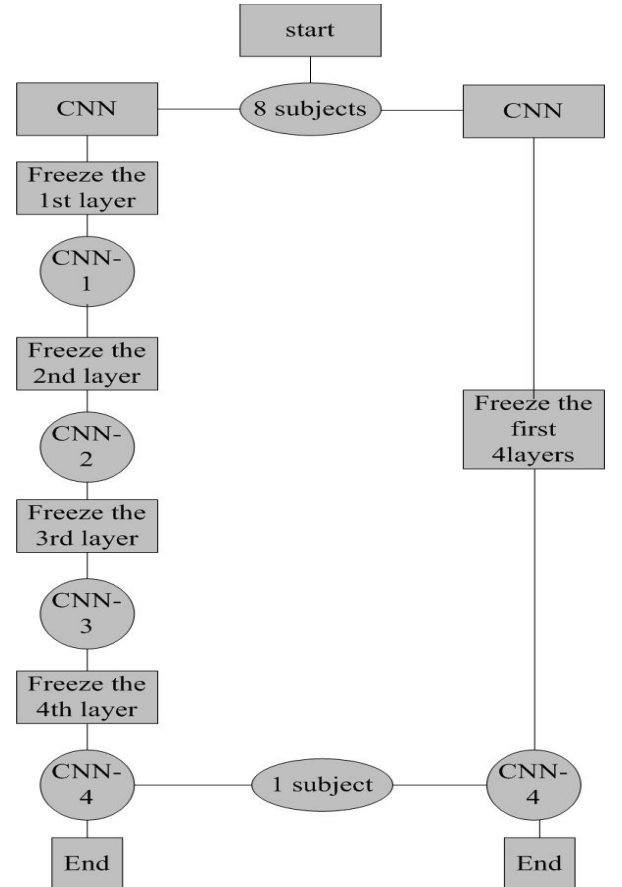 start
CNN
8 subjects
CNN
Freeze the
1st layer
CNN-
1
Freeze the
2nd layer
Freeze the
first
4layers
CNN-
2
Freeze the
3rd layer
CNN-
3
Freeze the
4th layer
CNN-
4
1 subject
CNN-
4
End
End